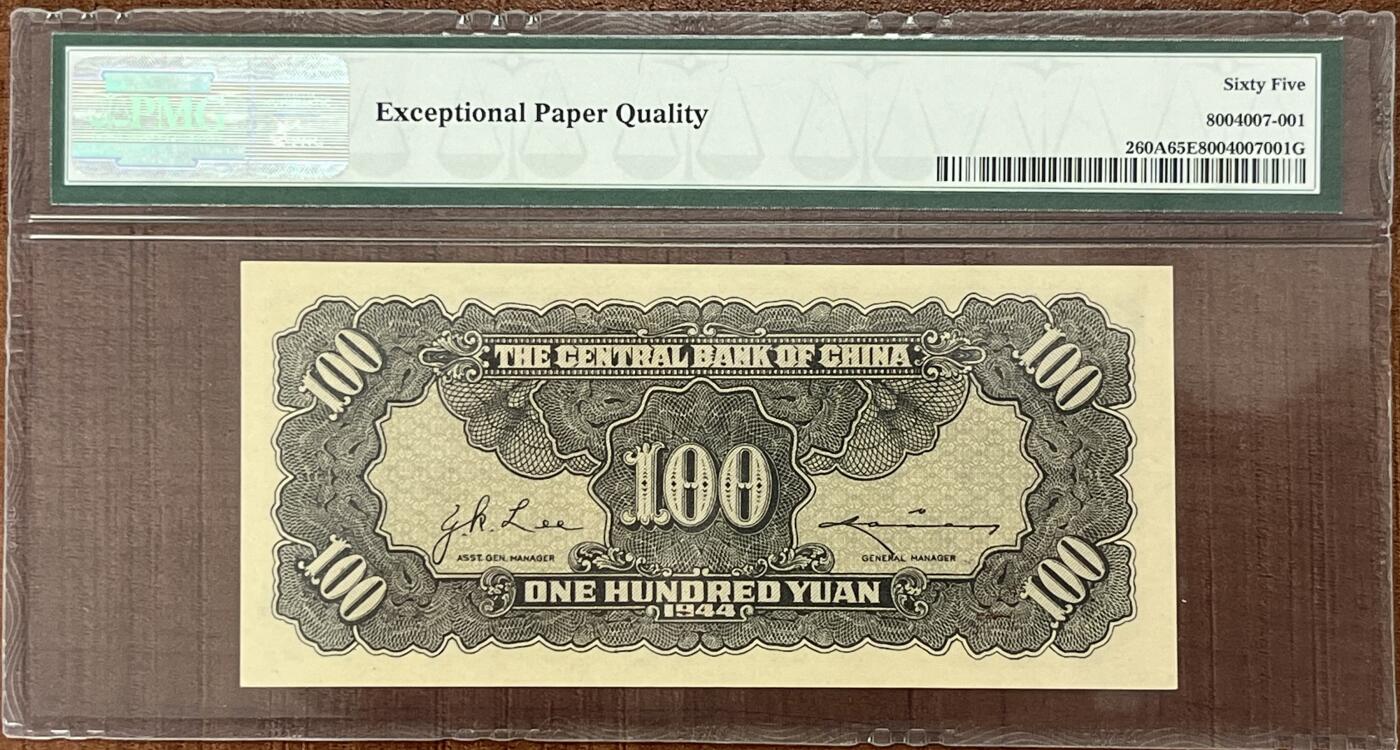 PMG
Exceptional Paper Quality
Sixty Five
8004007-001
260A65E8004007001G
100
THE CENTRAL BANK OF CHINA
100
100
Y.K. Lee
ASST. GEN. MANAGER
GENERAL MANAGER
100
ONE HUNDRED YUAN
100
1944